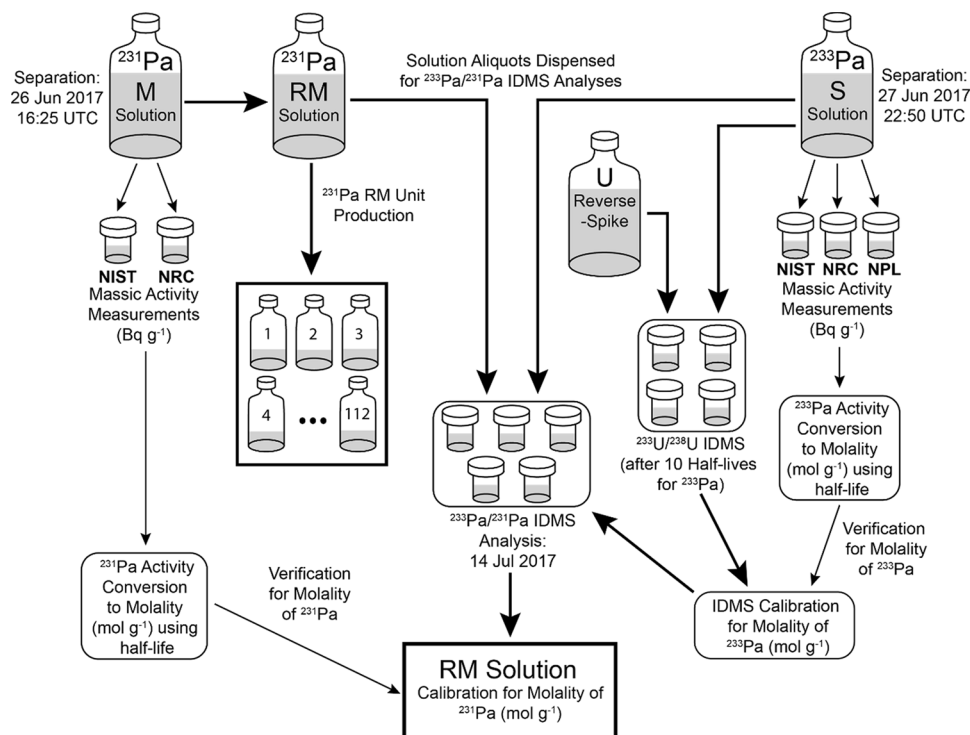 Separation:
26 Jun 2017
16:25 UTC
²³¹Pa
M
Solution
²³¹Pa
RM
Solution
Solution Aliquots Dispensed
for ²³³Pa/²³¹Pa IDMS Analyses
²³³Pa
S
Solution
Separation:
27 Jun 2017
22:50 UTC
U
Reverse
-Spike
²³¹Pa RM Unit
Production
NIST
NRC
Massic Activity
Measurements
(Bq g⁻¹)
1
2
3
4
•••
112
NIST
NRC
NPL
Massic Activity
Measurements
(Bq g⁻¹)
²³³U/²³⁸U IDMS
(after 10 Half-lives
for ²³³Pa)
²³³Pa Activity
Conversion
to Molality
(mol g⁻¹) using
half-life
²³³Pa/²³¹Pa IDMS
Analysis:
14 Jul 2017
Verification
for Molality
of ²³³Pa
²³¹Pa Activity
Conversion
to Molality
(mol g⁻¹) using
half-life
Verification
for Molality
of ²³¹Pa
IDMS Calibration
for Molality of
²³³Pa (mol g⁻¹)
RM Solution
Calibration for Molality of
²³¹Pa (mol g⁻¹)